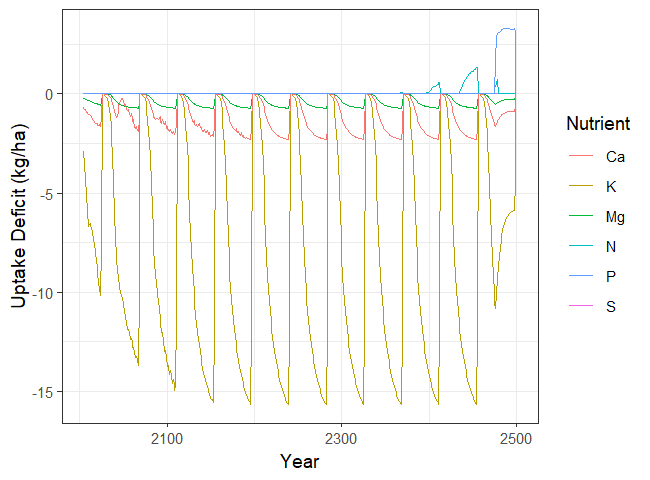 Uptake Deficit (kg/ha)
0
-5
-10
-15
2100
2300
2500
Year
Nutrient
Ca
K
Mg
N
P
S